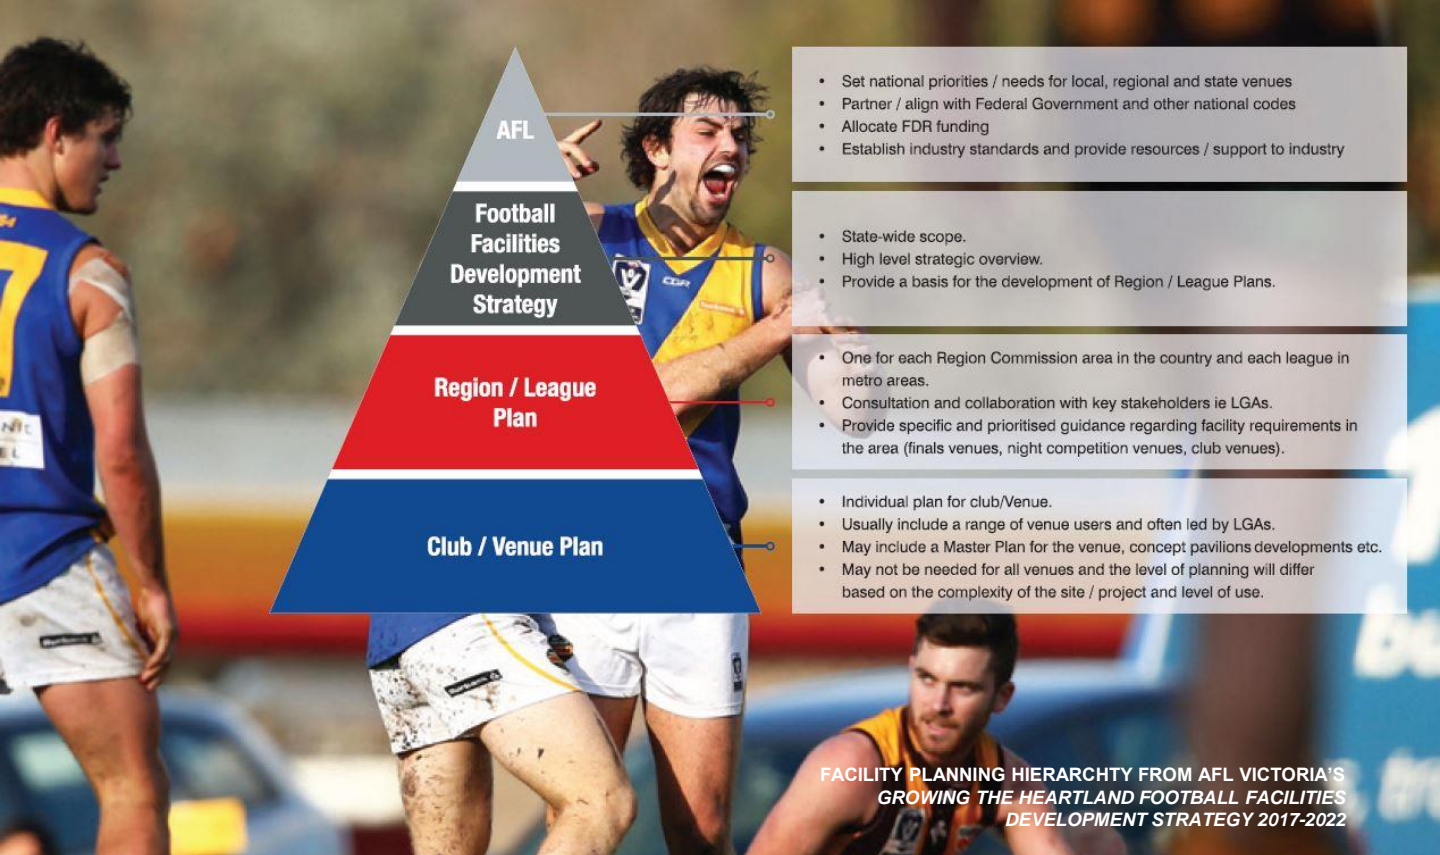 AFL
• Set national priorities / needs for local, regional and state venues
• Partner / align with Federal Government and other national codes
• Allocate FDR funding
• Establish industry standards and provide resources / support to industry
Football
Facilities
Development
Strategy
• State-wide scope.
• High level strategic overview.
• Provide a basis for the development of Region / League Plans.
Region / League
Plan
• One for each Region Commission area in the country and each league in
metro areas.
• Consultation and collaboration with key stakeholders ie LGAs.
• Provide specific and prioritised guidance regarding facility requirements in
the area (finals venues, night competition venues, club venues).
Club / Venue Plan
• Individual plan for club/Venue.
• Usually include a range of venue users and often led by LGAs.
• May include a Master Plan for the venue, concept pavilions developments etc.
• May not be needed for all venues and the level of planning will differ
based on the complexity of the site / project and level of use.
FACILITY PLANNING HIERARCHTY FROM AFL VICTORIA'S
GROWING THE HEARTLAND FOOTBALL FACILITIES
DEVELOPMENT STRATEGY 2017-2022